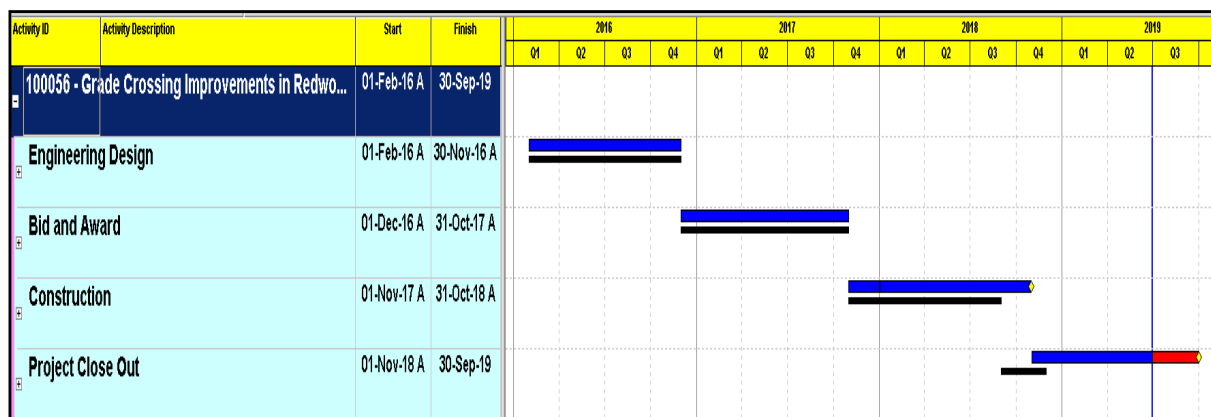 Activity ID Activity Description Start Finish 2016 2017 2018 2019
Q1 Q2 Q3 Q4 Q1 Q2 Q3 Q4 Q1 Q2 Q3 Q4 Q1 Q2 Q3
100056 - Grade Crossing Improvements in Redwo... 01-Feb-16 A 30-Sep-19
Engineering Design 01-Feb-16 A 30-Nov-16 A
Bid and Award 01-Dec-16 A 31-Oct-17 A
Construction 01-Nov-17 A 31-Oct-18 A
Project Close Out 01-Nov-18 A 30-Sep-19